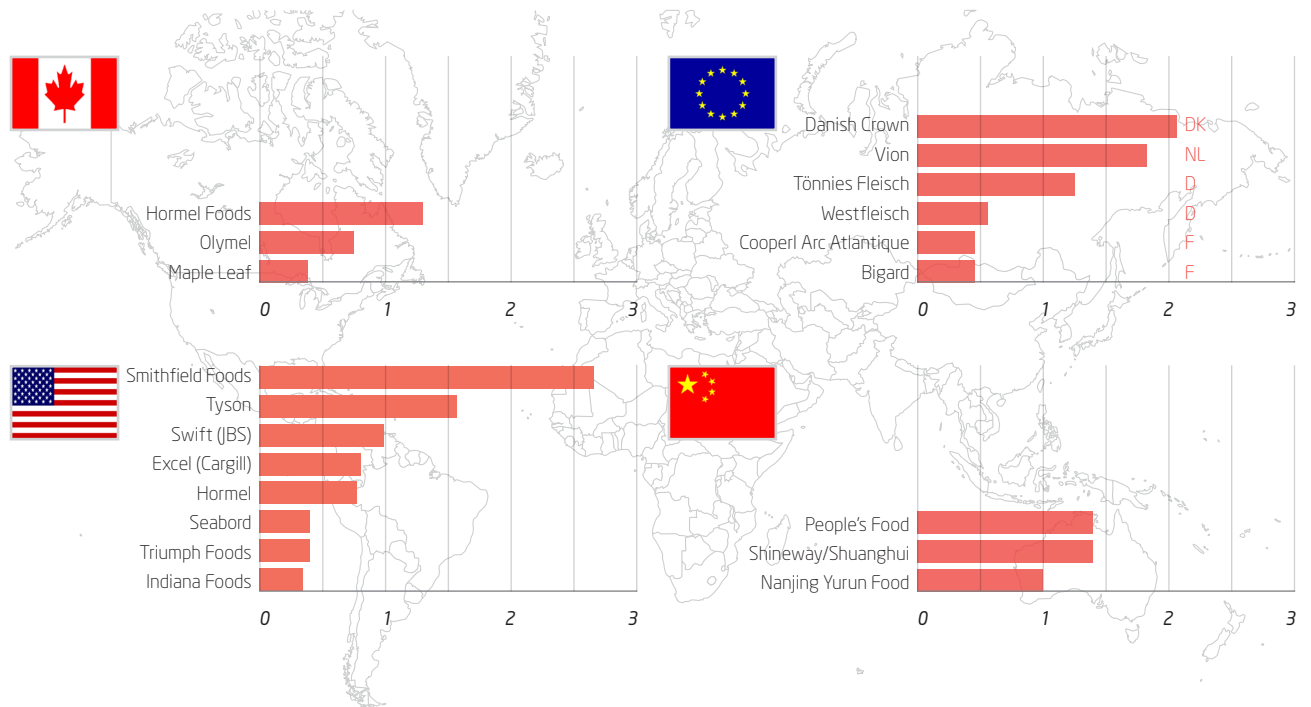 Hormel Foods
Olymel
Maple Leaf
0 1 2 3
Danish Crown DK
Vion NL
Tönnies Fleisch D
Westfleisch D
Cooperl Arc Atlantique F
Bigard F
0 1 2 3
Smithfield Foods
Tyson
Swift (JBS)
Excel (Cargill)
Hormel
Seabord
Triumph Foods
Indiana Foods
0 1 2 3
People's Food
Shineway/Shuanghui
Nanjing Yurun Food
0 1 2 3